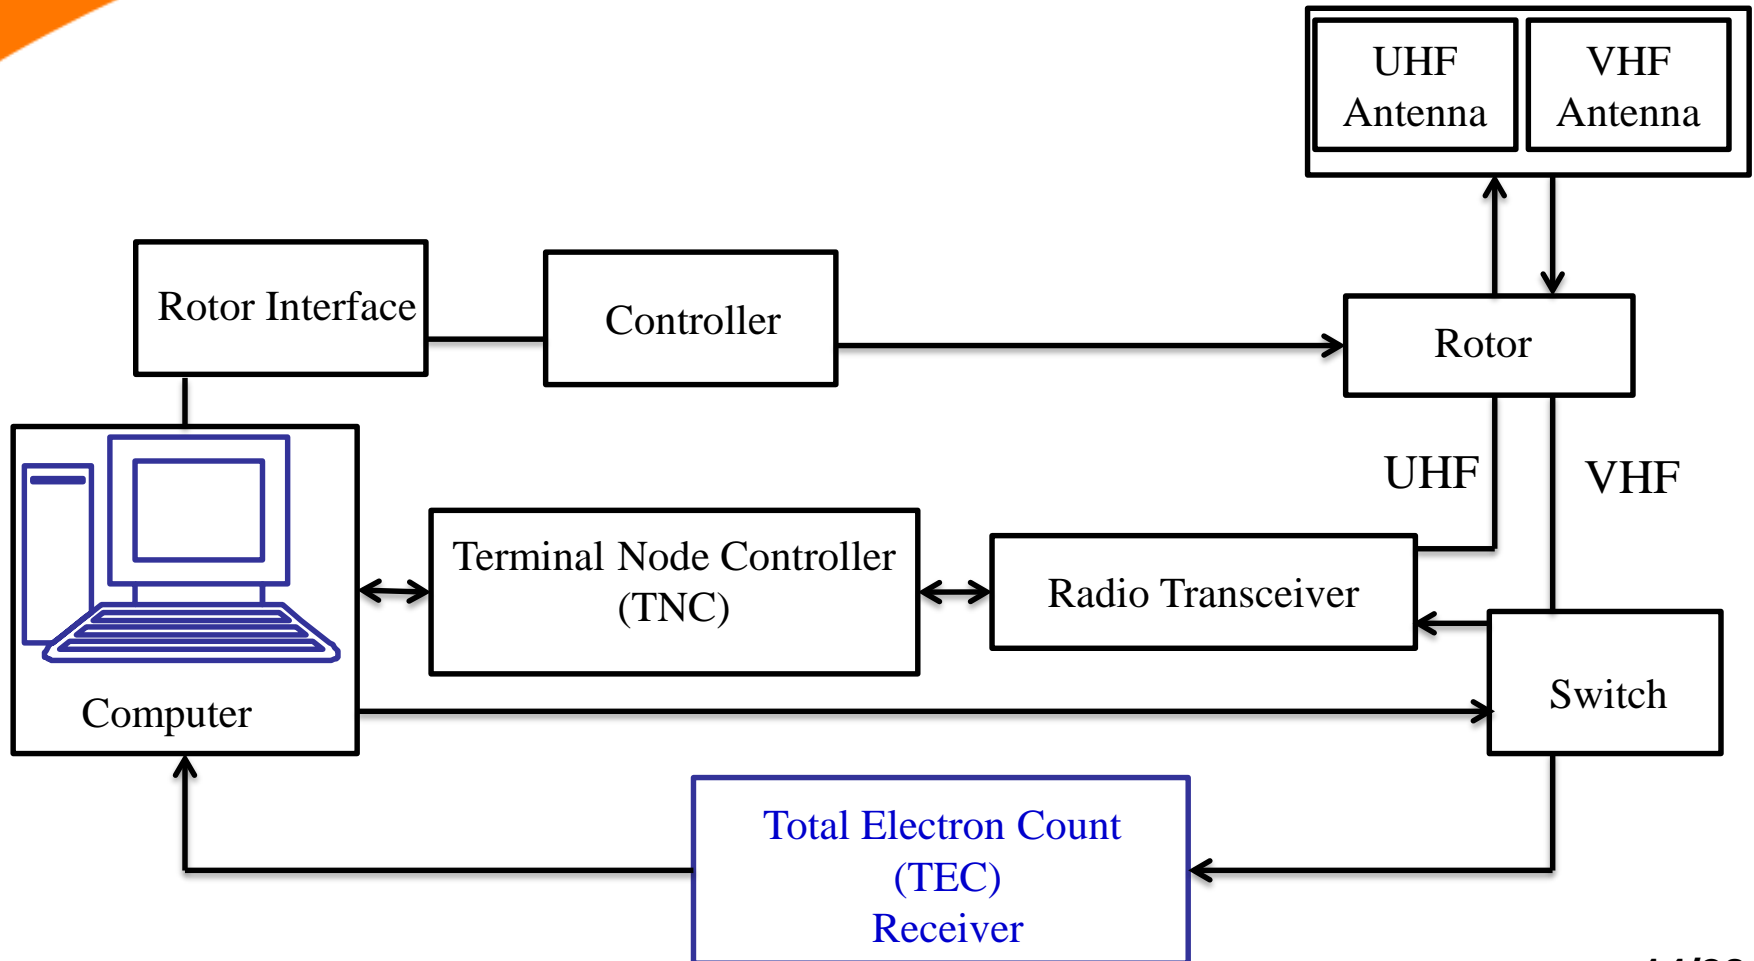 UHF
Antenna
VHF
Antenna
Rotor Interface
Controller
Rotor
UHF
VHF
Terminal Node Controller
(TNC)
Radio Transceiver
Switch
Computer
Total Electron Count
(TEC)
Receiver